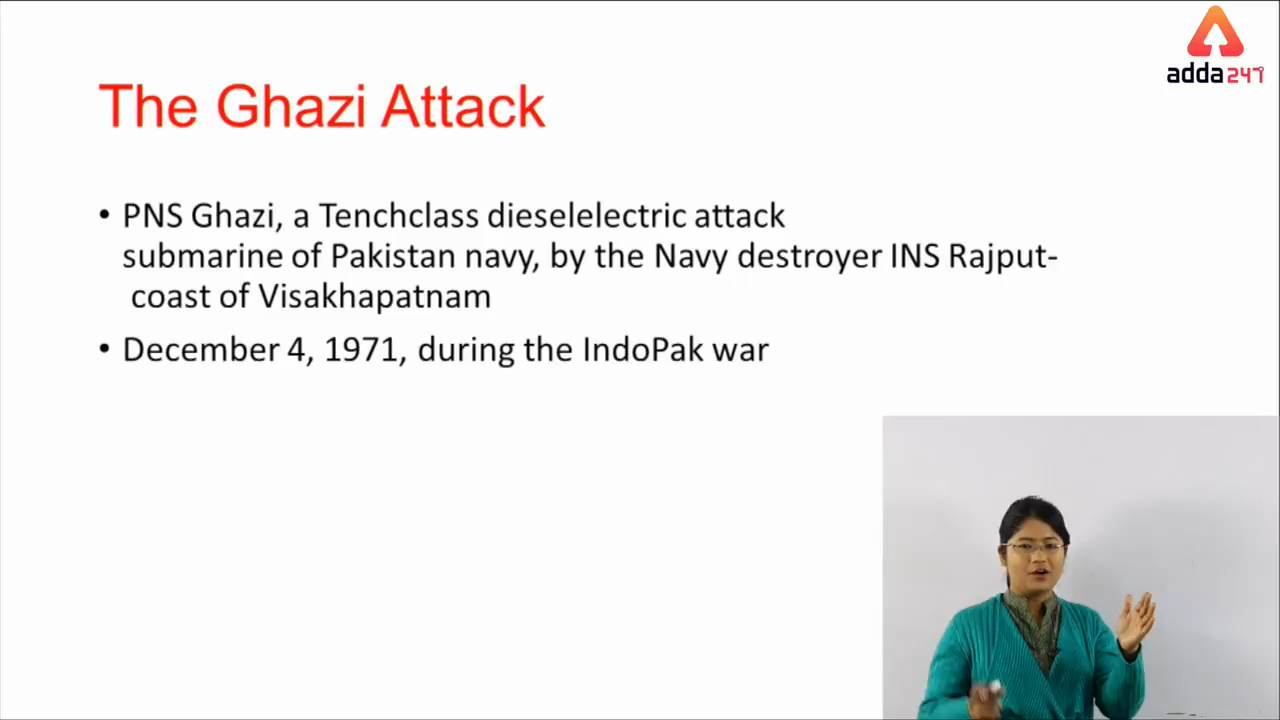 adda247
The Ghazi Attack
• PNS Ghazi, a Tenchclass dieselelectric attack
submarine of Pakistan navy, by the Navy destroyer INS Rajput-
coast of Visakhapatnam
• December 4, 1971, during the IndoPak war